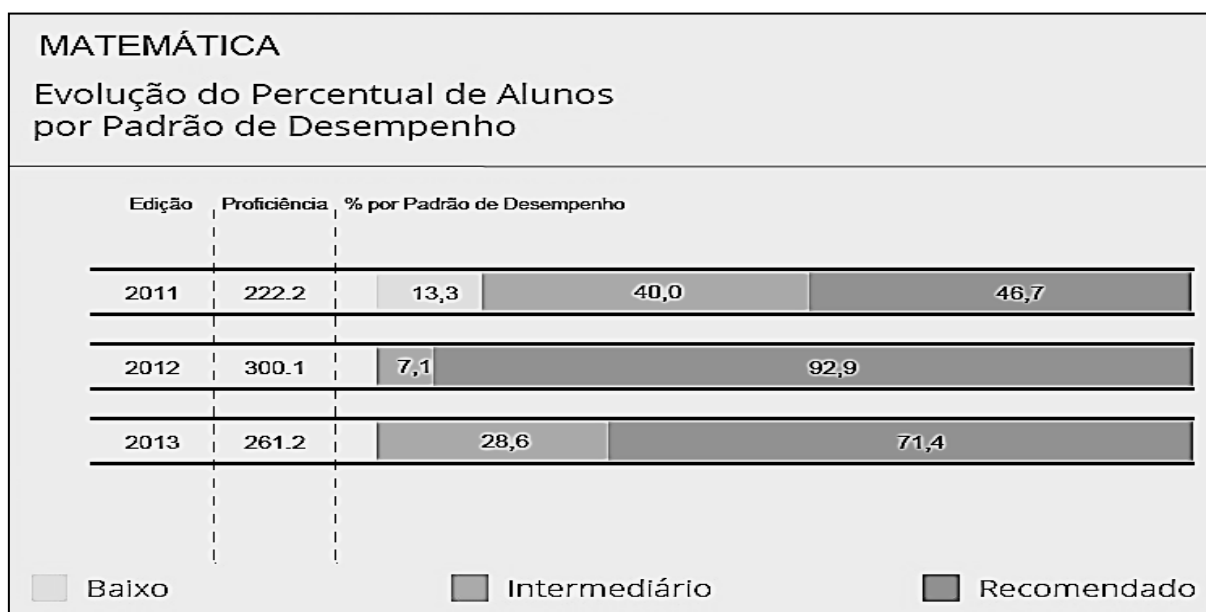 MATEMÁTICA
Evolução do Percentual de Alunos
por Padrão de Desempenho
Edição Proficiência % por Padrão de Desempenho
2011 222.2 13,3 40,0 46,7
2012 300.1 7,1 92,9
2013 261.2 28,6 71,4
Baixo Intermediário Recomendado